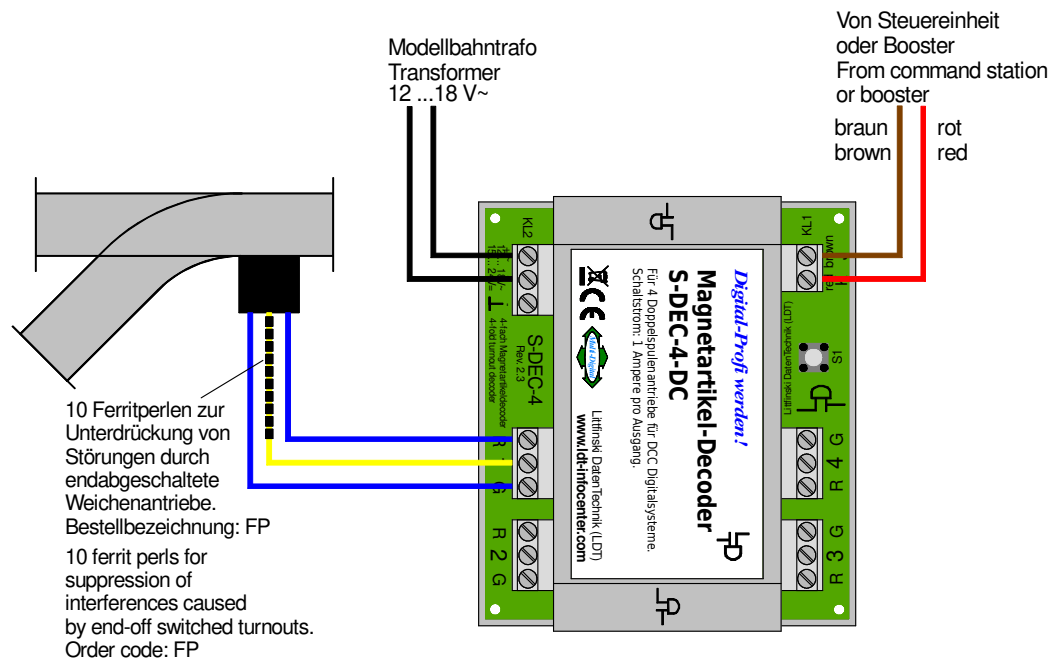 Von Steuereinheit
oder Booster
From command station
or booster
braun
brown
rot
red
Modellbahntrafo
Transformer
12 ...18 V~
10 Ferritperlen zur
Unterdrückung von
Störungen durch
endabgeschaltete
Weichenantriebe.
Bestellbezeichnung: FP
10 ferrit perls for
suppression of
interferences caused
by end-off switched turnouts.
Order code: FP
KL2
4-fach Magnetartikeldecoder
4-fold turnout decoder
S-DEC-4
Rev. 2.3
R
G
R 2 G
Digital-Profi werden!
Magnetartikel-Decoder
S-DEC-4-DC
Für 4 Doppelspulenantriebe für DCC Digitalsysteme.
Schaltstrom: 1 Ampere pro Ausgang.
CE
Multi-Digital
Littfinski DatenTechnik (LDT)
www.ldt-infocenter.com
LDT
KL1
red brown
Littfinski DatenTechnik (LDT)
S1
R 4 G
R 3 G